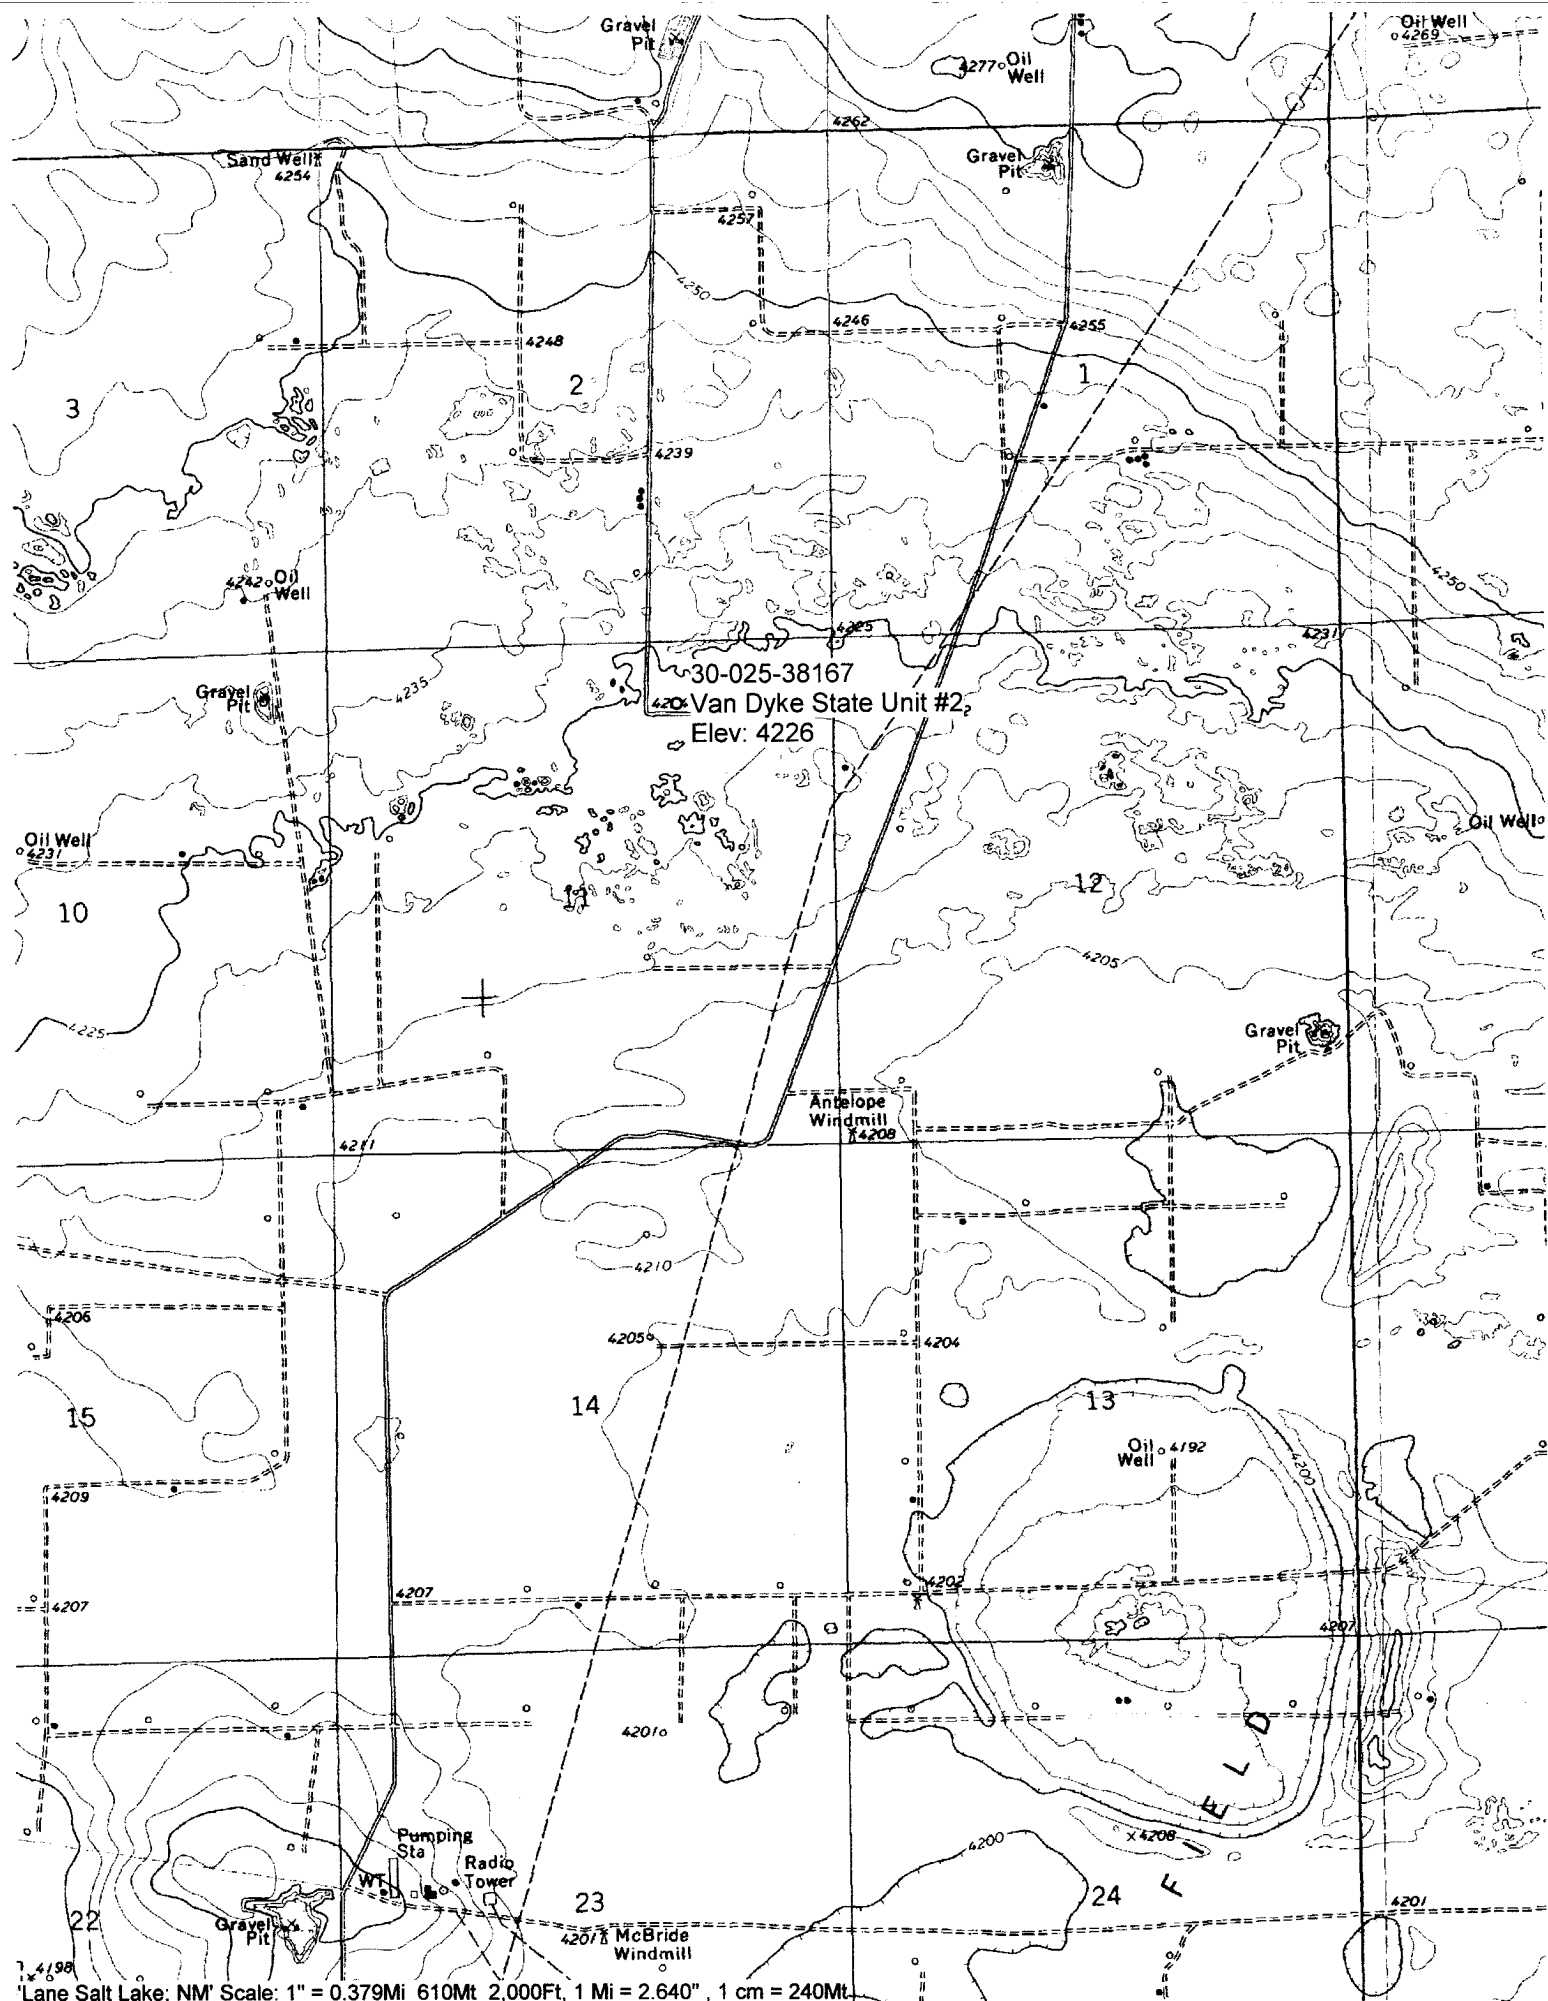 Gravel
Pit
Oil Well
4269
4277
Oil
Well
4262
Sand Well
4254
Gravel
Pit
4257
4250
4246
4255
4248
3
2
1
4239
4250
4242
Oil
Well
4225
4231
30-025-38167
Van Dyke State Unit #2
Elev: 4226
4235
Gravel
Pit
Oil Well
4231
Oil Well
10
11
12
4205
4225
Gravel
Pit
Antelope
Windmill
4208
4211
4210
4206
4205
4204
15
14
13
Oil
Well
4192
4200
4209
4202
4207
4207
4207
4201
F I E L D
Pumping
Sta
4200
4208
Radio
Tower
WT
22
23
24
4201
Gravel
Pit
4201
McBride
Windmill
4198
'Lane Salt Lake; NM' Scale: 1" = 0.379Mi 610Mt 2,000Ft, 1 Mi = 2.640", 1 cm = 240Mt